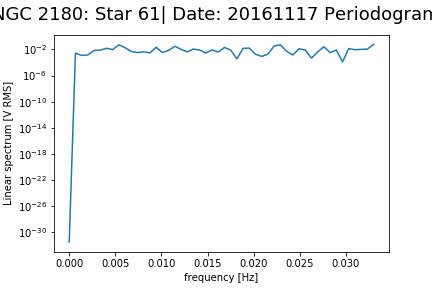 NGC 2180: Star 61| Date: 20161117 Periodogram
10⁻²
10⁻⁶
10⁻¹⁰
10⁻¹⁴
10⁻¹⁸
10⁻²²
10⁻²⁶
10⁻³⁰
Linear spectrum [V RMS]
0.000 0.005 0.010 0.015 0.020 0.025 0.030
frequency [Hz]